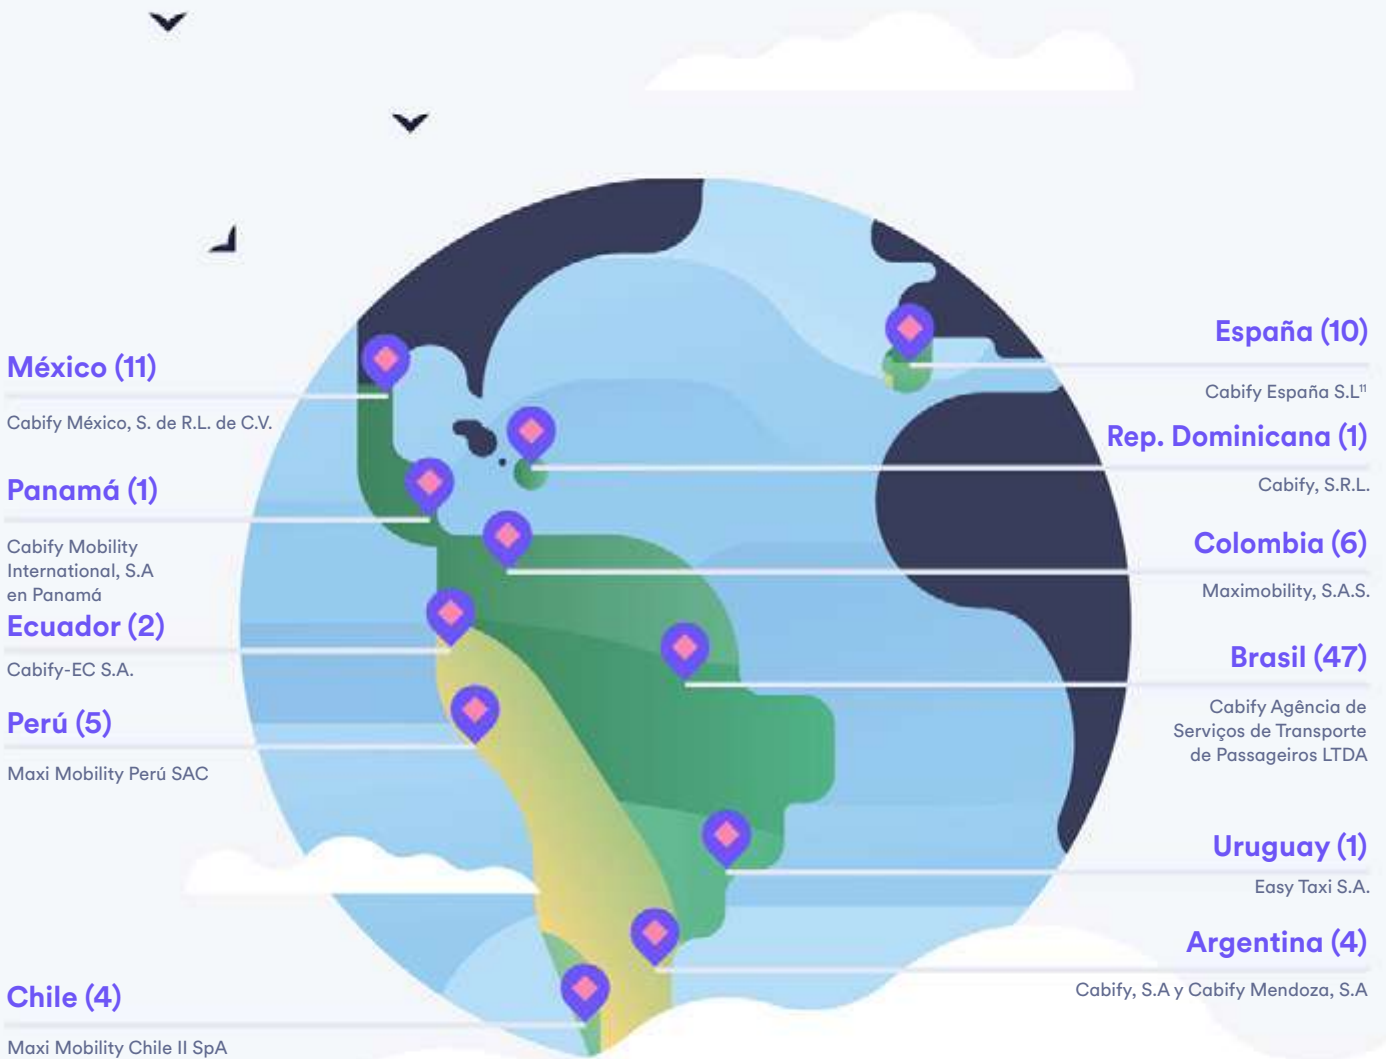 México (11)
Cabify México, S. de R.L. de C.V.
Panamá (1)
Cabify Mobility
International, S.A
en Panamá
Ecuador (2)
Cabify-EC S.A.
Perú (5)
Maxi Mobility Perú SAC
Chile (4)
Maxi Mobility Chile II SpA
España (10)
Cabify España S.L¹¹
Rep. Dominicana (1)
Cabify, S.R.L.
Colombia (6)
Maximobility, S.A.S.
Brasil (47)
Cabify Agência de
Serviços de Transporte
de Passageiros LTDA
Uruguay (1)
Easy Taxi S.A.
Argentina (4)
Cabify, S.A y Cabify Mendoza, S.A